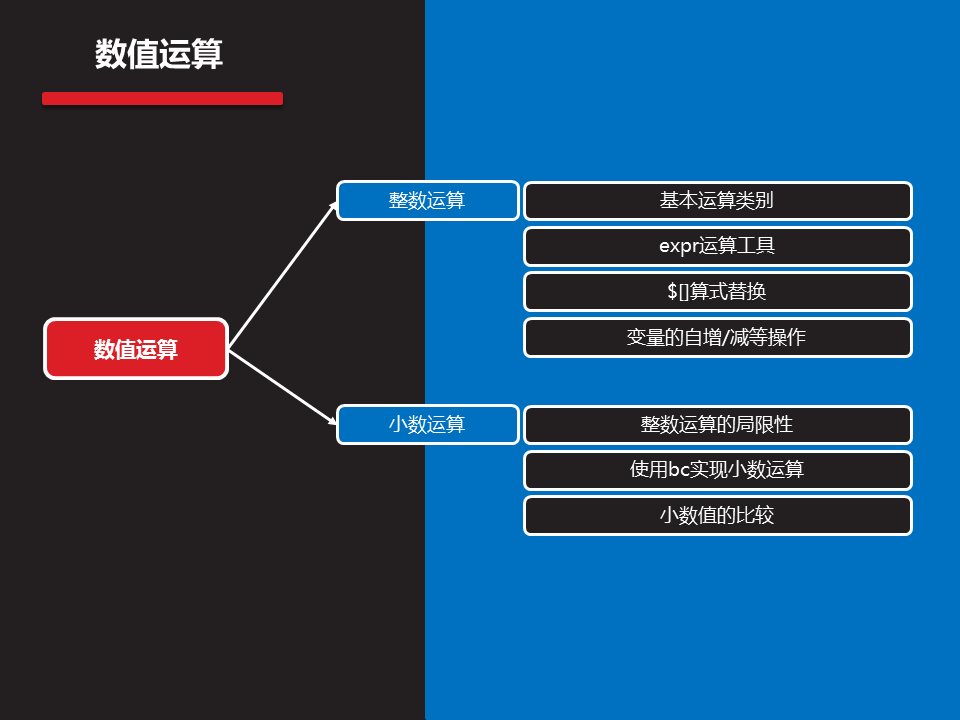 数值运算
数值运算
整数运算
基本运算类别
expr运算工具
$[]算式替换
变量的自增/减等操作
小数运算
整数运算的局限性
使用bc实现小数运算
小数值的比较